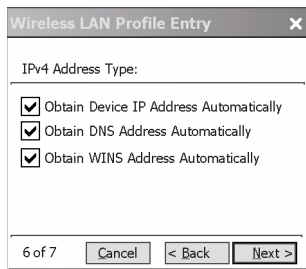 Wireless LAN Profile Entry
IPv4 Address Type:
Obtain Device IP Address Automatically
Obtain DNS Address Automatically
Obtain WINS Address Automatically
6 of 7 Cancel < Back Next >